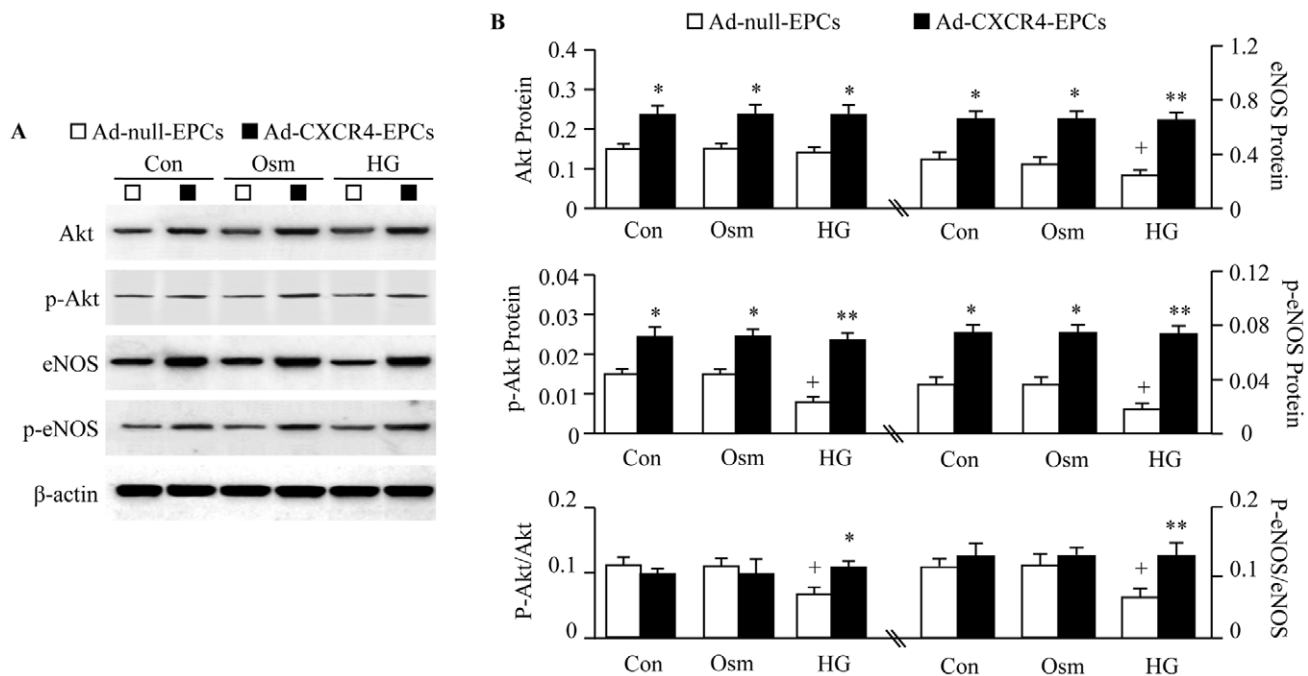 A
Ad-null-EPCs Ad-CXCR4-EPCs
Con Osm HG
Akt
p-Akt
eNOS
p-eNOS
β-actin
B
Ad-null-EPCs Ad-CXCR4-EPCs
Akt Protein
0.4
0.3
0.2
0.1
0
* * * * * **
+
1.2
0.8
0.4
0
eNOS Protein
Con Osm HG Con Osm HG
p-Akt Protein
0.04
0.03
0.02
0.01
0
* * ** * * **
+ +
0.12
0.08
0.04
0
p-eNOS Protein
Con Osm HG Con Osm HG
P-Akt/Akt
0.2
0.1
0
* **
+ +
0.2
0.1
0
P-eNOS/eNOS
Con Osm HG Con Osm HG